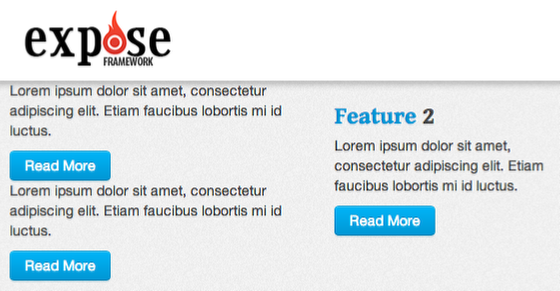 expose
FRAMEWORK
Lorem ipsum dolor sit amet, consectetur
adipiscing elit. Etiam faucibus lobortis mi id
luctus.
Read More
Lorem ipsum dolor sit amet, consectetur
adipiscing elit. Etiam faucibus lobortis mi id
luctus.
Read More
Feature 2
Lorem ipsum dolor sit amet,
consectetur adipiscing elit. Etiam
faucibus lobortis mi id luctus.
Read More